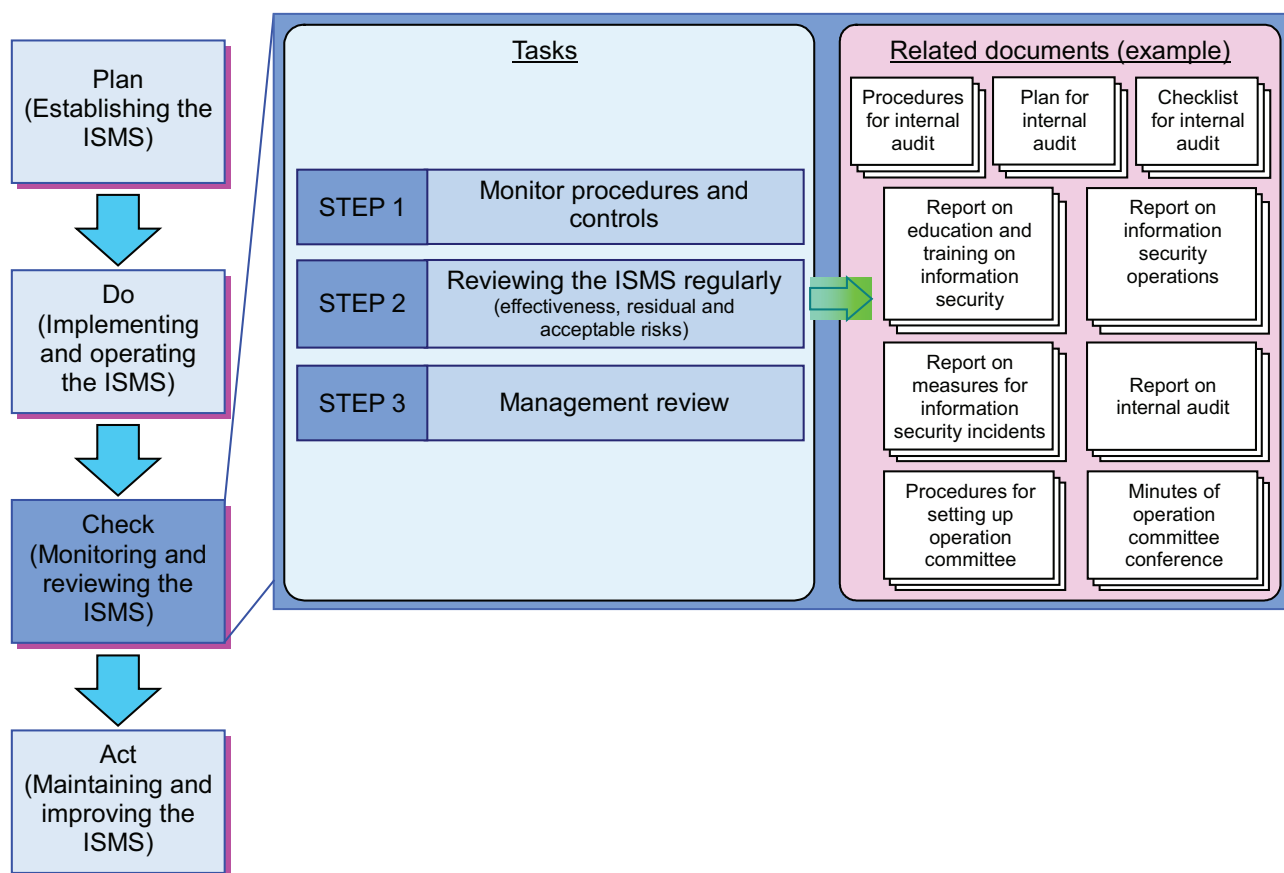 Plan
(Establishing the
ISMS)
Do
(Implementing
and operating
the ISMS)
Check
(Monitoring and
reviewing the
ISMS)
Act
(Maintaining and
improving the
ISMS)
Tasks
STEP 1
Monitor procedures and
controls
STEP 2
Reviewing the ISMS regularly
(effectiveness, residual and
acceptable risks)
STEP 3
Management review
Related documents (example)
Procedures
for internal
audit
Plan for
internal
audit
Checklist
for internal
audit
Report on
education and
training on
information
security
Report on
information
security
operations
Report on
measures for
information
security incidents
Report on
internal audit
Procedures for
setting up
operation
committee
Minutes of
operation
committee
conference